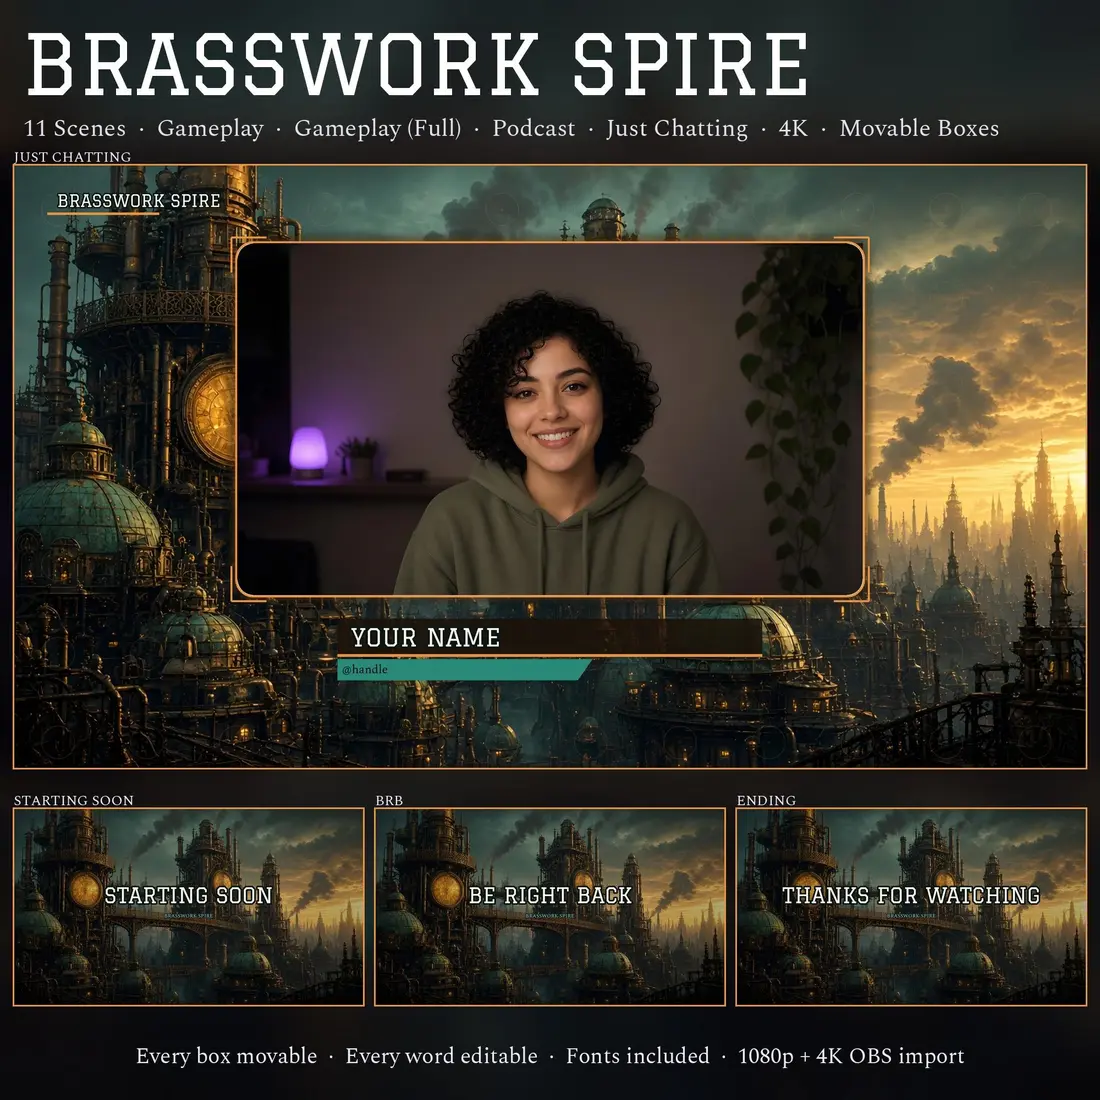 BRASSWORK SPIRE
11 Scenes · Gameplay · Gameplay (Full) · Podcast · Just Chatting · 4K · Movable Boxes
JUST CHATTING
BRASSWORK SPIRE
YOUR NAME
@handle
STARTING SOON
BRB
ENDING
STARTING SOON
BRASSWORK SPIRE
BE RIGHT BACK
BRASSWORK SPIRE
THANKS FOR WATCHING
BRASSWORK SPIRE
Every box movable · Every word editable · Fonts included · 1080p + 4K OBS import